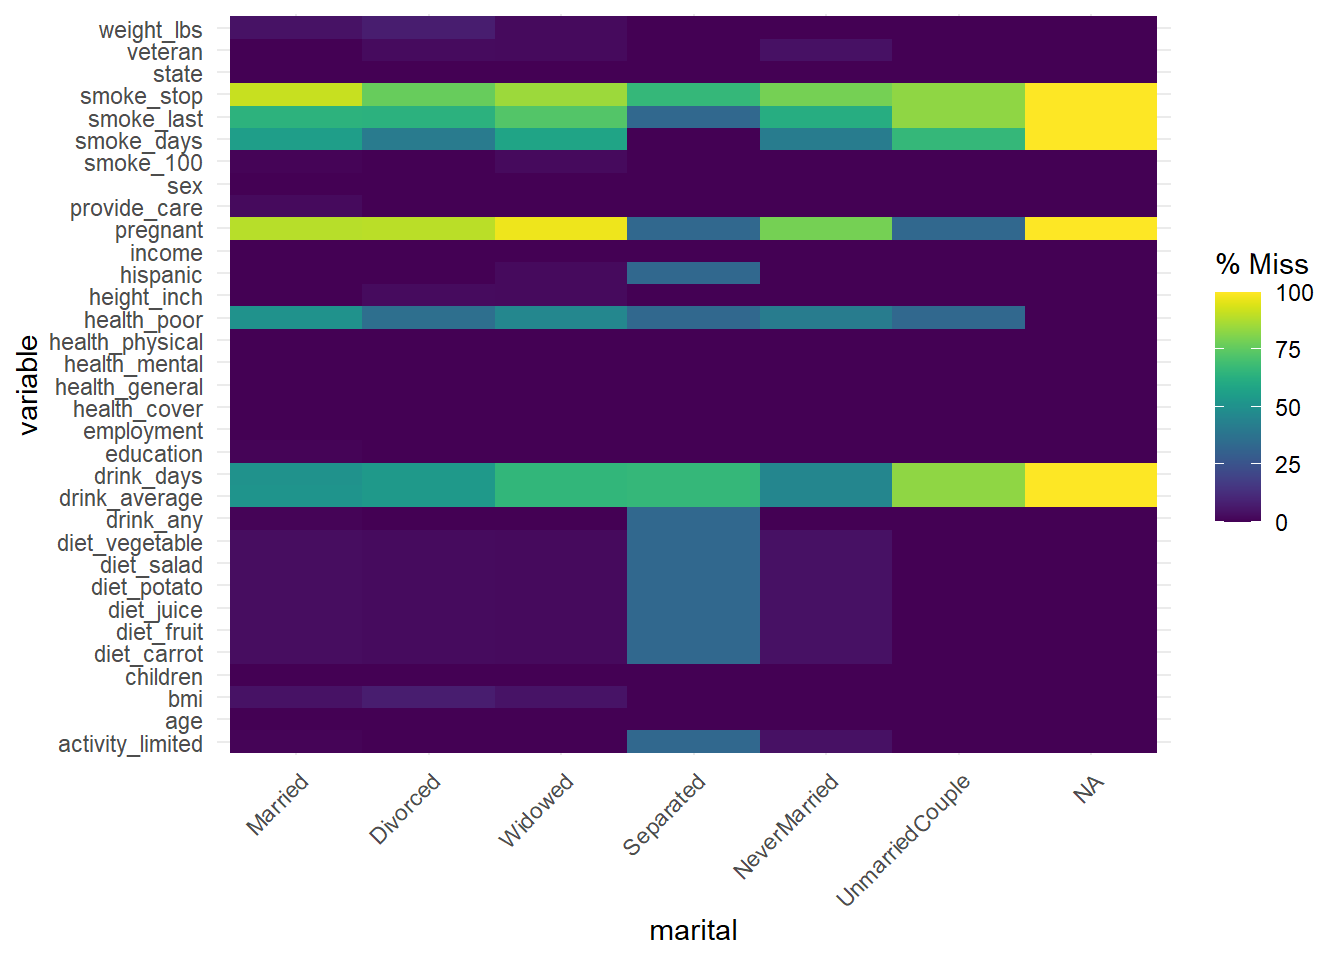 weight_lbs
veteran
state
smoke_stop
smoke_last
smoke_days
smoke_100
sex
provide_care
pregnant
income
hispanic
height_inch
health_poor
health_physical
health_mental
health_general
health_cover
employment
education
drink_days
drink_average
drink_any
diet_vegetable
diet_salad
diet_potato
diet_juice
diet_fruit
diet_carrot
children
bmi
age
activity_limited
variable
Married
Divorced
Widowed
Separated
NeverMarried
UnmarriedCouple
NA
marital
% Miss
100
75
50
25
0